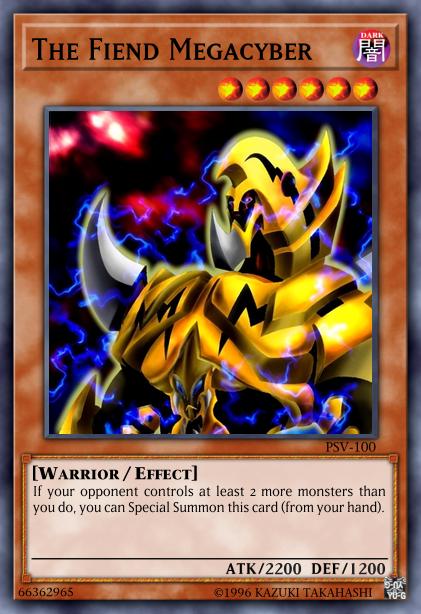 THE FIEND MEGACYBER
DARK
闇
PSV-100
[WARRIOR / EFFECT]
If your opponent controls at least 2 more monsters than
you do, you can Special Summon this card (from your hand).
ATK/2200 DEF/1200
66362965
©1996 KAZUKI TAKAHASHI